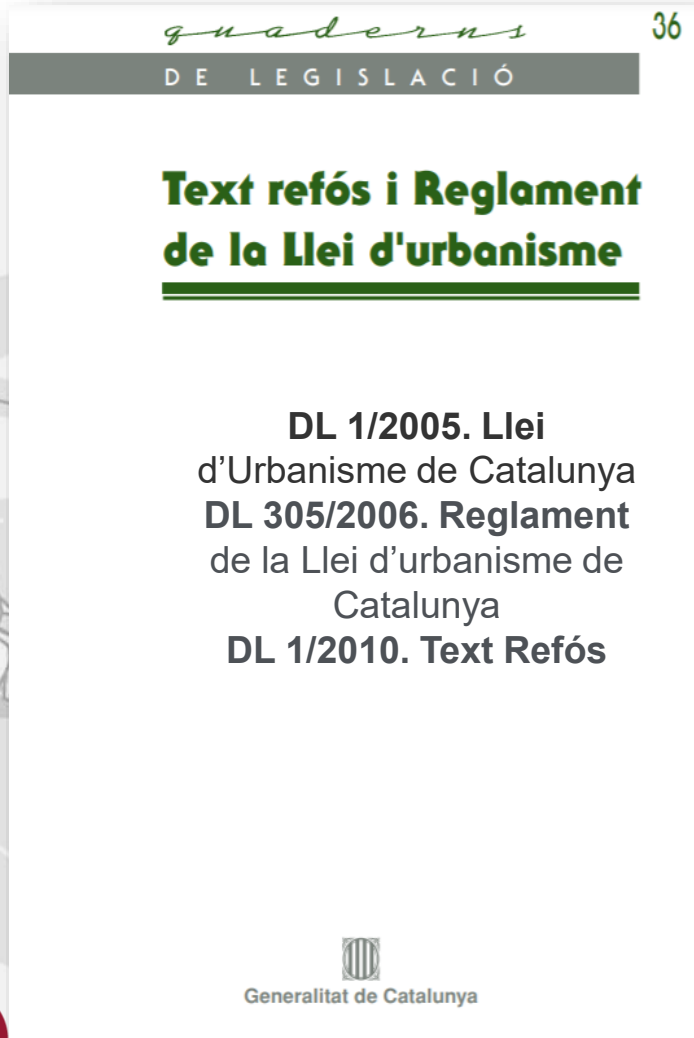 quaderns 36
DE LEGISLACIÓ
Text refós i Reglament
de la Llei d'urbanisme
DL 1/2005. Llei
d’Urbanisme de Catalunya
DL 305/2006. Reglament
de la Llei d’urbanisme de
Catalunya
DL 1/2010. Text Refós
Generalitat de Catalunya